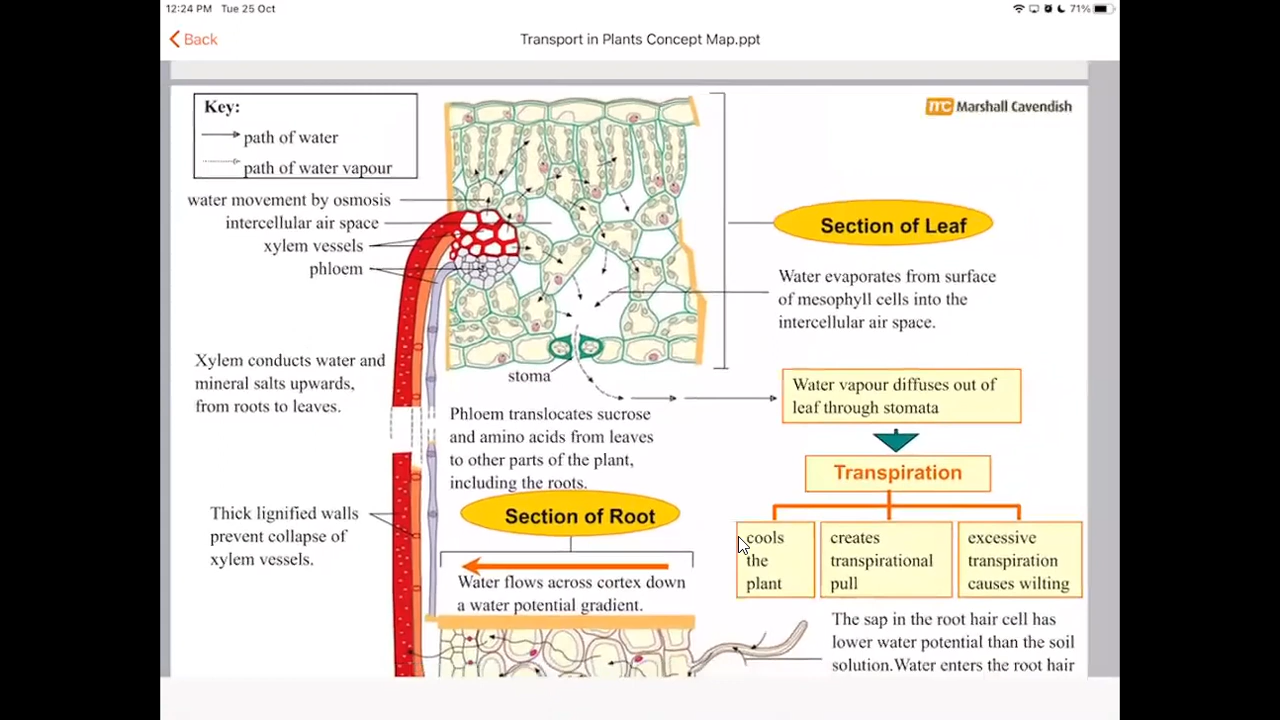 12:24 PM Tue 25 Oct
71%
Back
Transport in Plants Concept Map.ppt
Key:
path of water
path of water vapour
Marshall Cavendish
water movement by osmosis
intercellular air space
xylem vessels
phloem
Section of Leaf
Water evaporates from surface
of mesophyll cells into the
intercellular air space.
Xylem conducts water and
mineral salts upwards,
from roots to leaves.
stoma
Water vapour diffuses out of
leaf through stomata
Phloem translocates sucrose
and amino acids from leaves
to other parts of the plant,
including the roots.
Transpiration
cools
the
plant
creates
transpirational
pull
excessive
transpiration
causes wilting
Thick lignified walls
prevent collapse of
xylem vessels.
Section of Root
Water flows across cortex down
a water potential gradient.
The sap in the root hair cell has
lower water potential than the soil
solution.Water enters the root hair